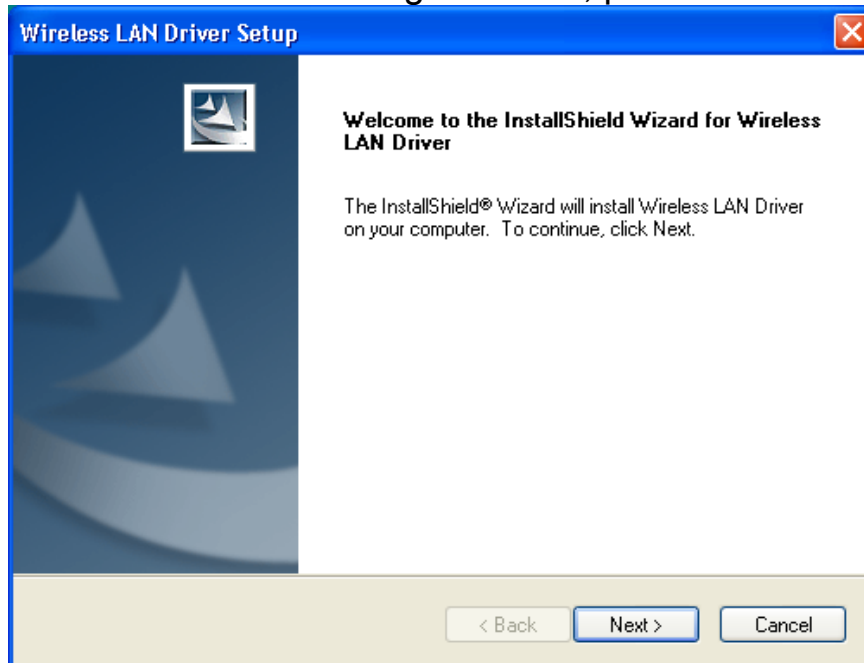 Wireless LAN Driver Setup
Welcome to the InstallShield Wizard for Wireless
LAN Driver
The InstallShield® Wizard will install Wireless LAN Driver
on your computer. To continue, click Next.
< Back Next > Cancel